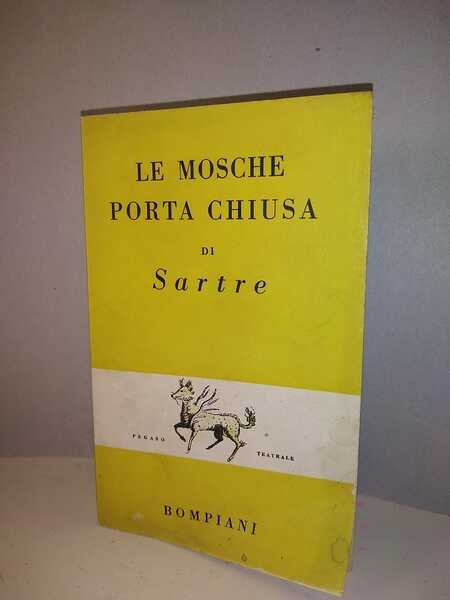 LE MOSCHE
PORTA CHIUSA
DI
Sartre
PEGASO
TEATRALE
BOMPIANI